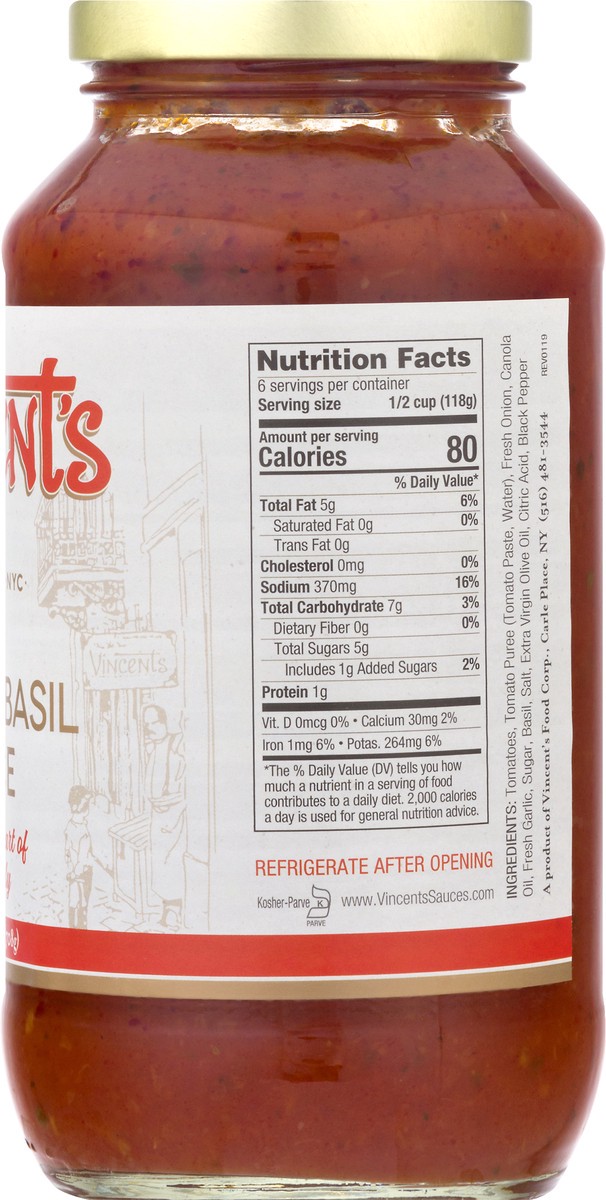 ENT'S
NYC
BASIL
E
art of
Vincent's
Nutrition Facts
6 servings per container
Serving size 1/2 cup (118g)
Amount per serving
Calories 80
% Daily Value*
Total Fat 5g 6%
Saturated Fat 0g 0%
Trans Fat 0g
Cholesterol 0mg 0%
Sodium 370mg 16%
Total Carbohydrate 7g 3%
Dietary Fiber 0g 0%
Total Sugars 5g
Includes 1g Added Sugars 2%
Protein 1g
Vit. D 0mcg 0% • Calcium 30mg 2%
Iron 1mg 6% • Potas. 264mg 6%
*The % Daily Value (DV) tells you how
much a nutrient in a serving of food
contributes to a daily diet. 2,000 calories
a day is used for general nutrition advice.
REFRIGERATE AFTER OPENING
Kosher-Parve K PARVE www.VincentsSauces.com
INGREDIENTS: Tomatoes, Tomato Puree (Tomato Paste, Water), Fresh Onion, Canola
Oil, Fresh Garlic, Sugar, Basil, Salt, Extra Virgin Olive Oil, Citric Acid, Black Pepper
A product of Vincent's Food Corp., Carle Place, NY (516) 481-3544 REV0119